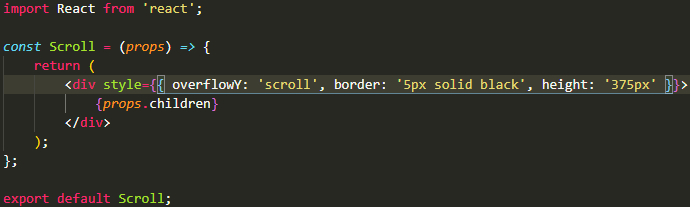 import React from 'react';
const Scroll = (props) => {
return (
<div style={{ overflowY: 'scroll', border: '5px solid black', height: '375px' }}>
{props.children}
</div>
);
};
export default Scroll;